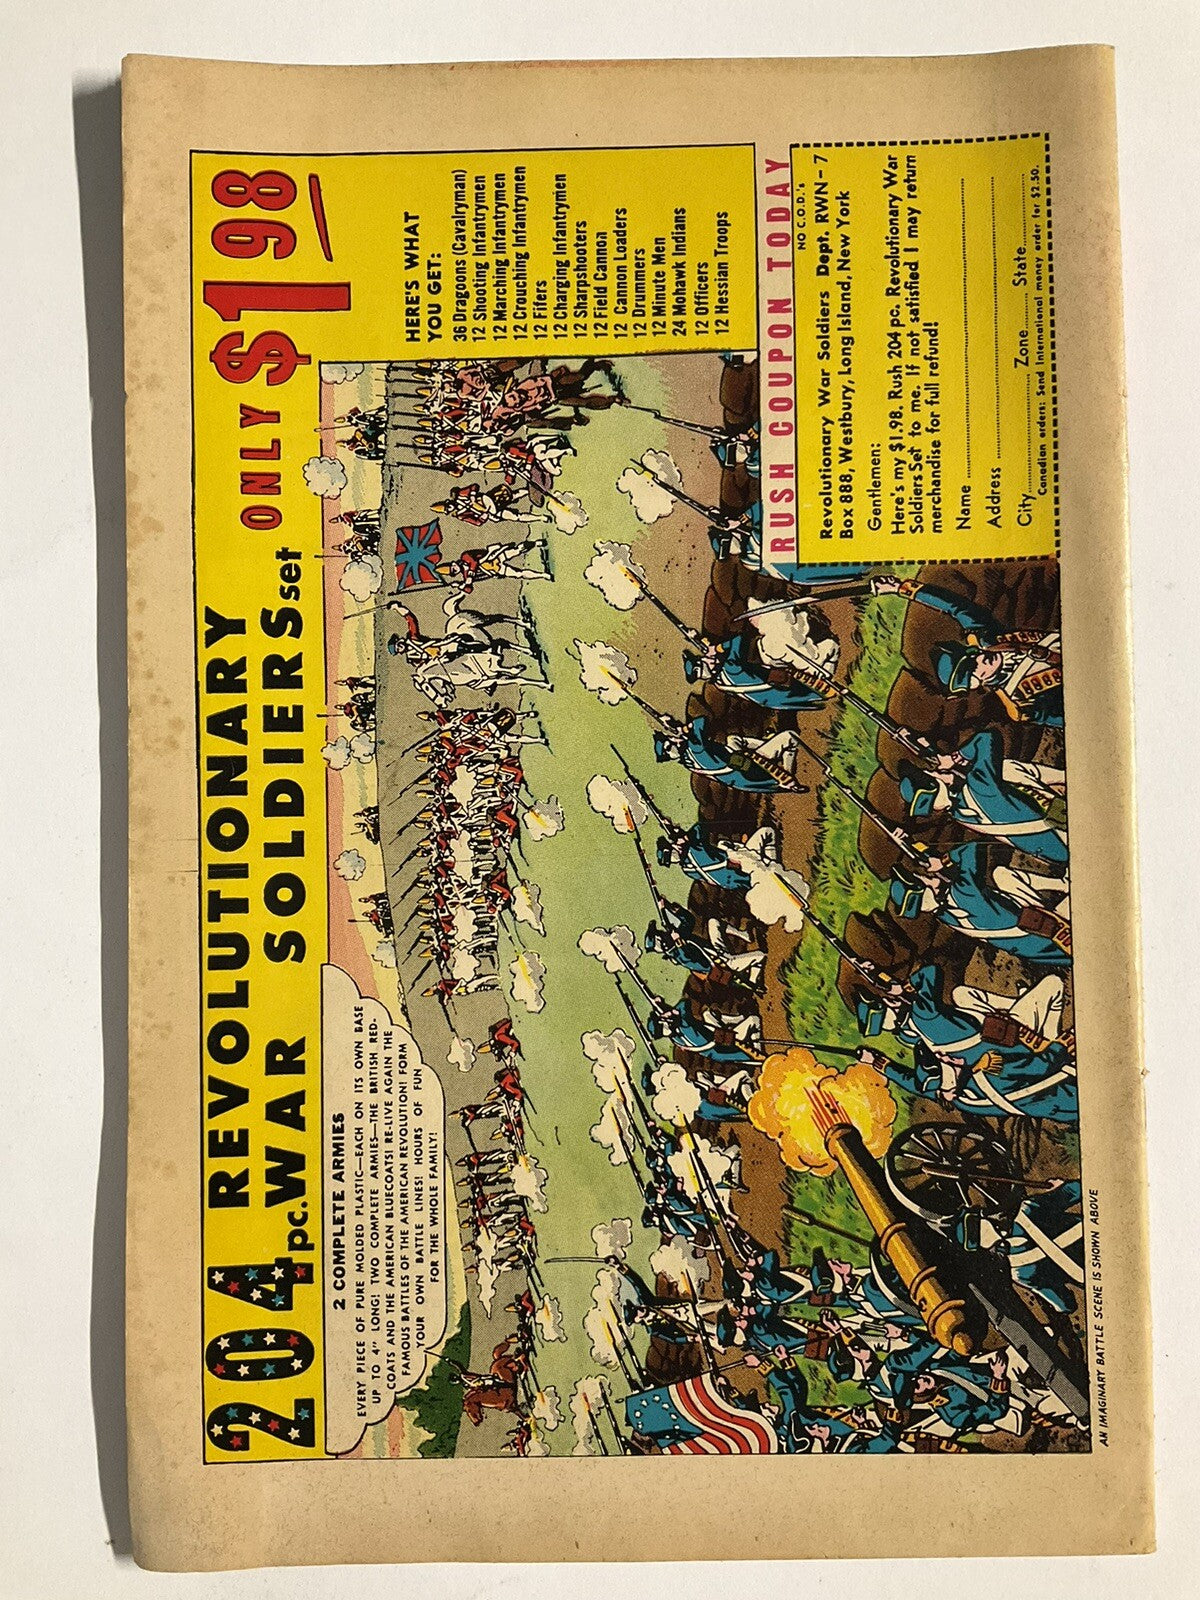 204 REVOLUTIONARY
pc. WAR SOLDIERS set
ONLY $1.98
2 COMPLETE ARMIES
EVERY PIECE OF PURE MOLDED PLASTIC—EACH ON ITS OWN BASE
UP TO 4" LONG! TWO COMPLETE ARMIES—THE BRITISH RED-
COATS AND THE AMERICAN BLUECOATS! RE-LIVE AGAIN THE
FAMOUS BATTLES OF THE AMERICAN REVOLUTION! FORM
YOUR OWN BATTLE LINES! HOURS OF FUN
FOR THE WHOLE FAMILY!
HERE'S WHAT
YOU GET:
36 Dragoons (Cavalryman)
12 Shooting Infantrymen
12 Marching Infantrymen
12 Crouching Infantrymen
12 Fifers
12 Charging Infantrymen
12 Sharpshooters
12 Field Cannon
12 Cannon Loaders
12 Drummers
12 Minute Men
24 Mohawk Indians
12 Officers
12 Hessian Troops
RUSH COUPON TODAY
NO C.O.D.'s
Revolutionary War Soldiers Dept. RWN-7
Box 888, Westbury, Long Island, New York
Gentlemen:
Here's my $1.98. Rush 204 pc. Revolutionary War
Soldiers Set to me. If not satisfied I may return
merchandise for full refund!
Name
Address
City Zone State
Canadian orders: Send International money order for $2.50.
AN IMAGINARY BATTLE SCENE IS SHOWN ABOVE